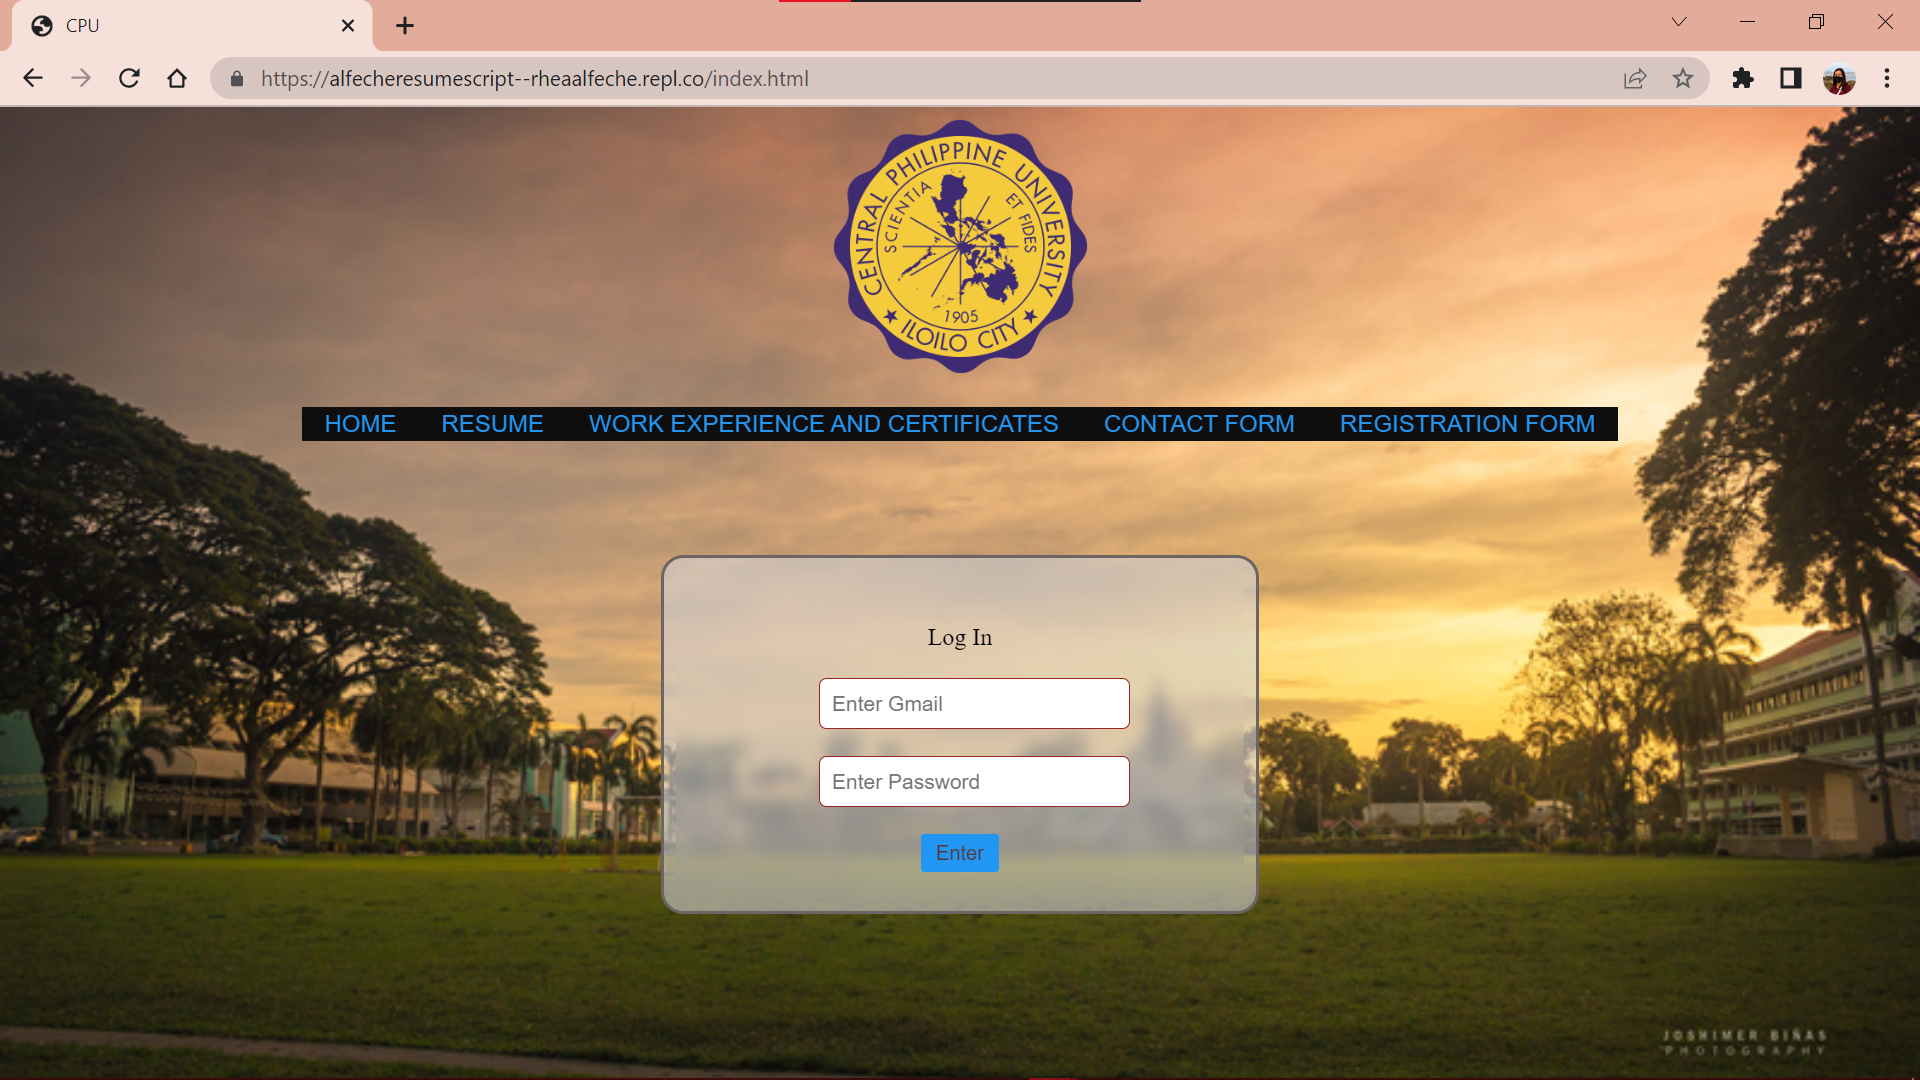 CPU
https://alfecheresumescript--rheaalfeche.repl.co/index.html
CENTRAL PHILIPPINE UNIVERSITY
SCIENTIA ET FIDES
1905
ILOILO CITY
HOME RESUME WORK EXPERIENCE AND CERTIFICATES CONTACT FORM REGISTRATION FORM
Log In
Enter Gmail
Enter Password
Enter
JOSHIMER BIÑAS
PHOTOGRAPHY